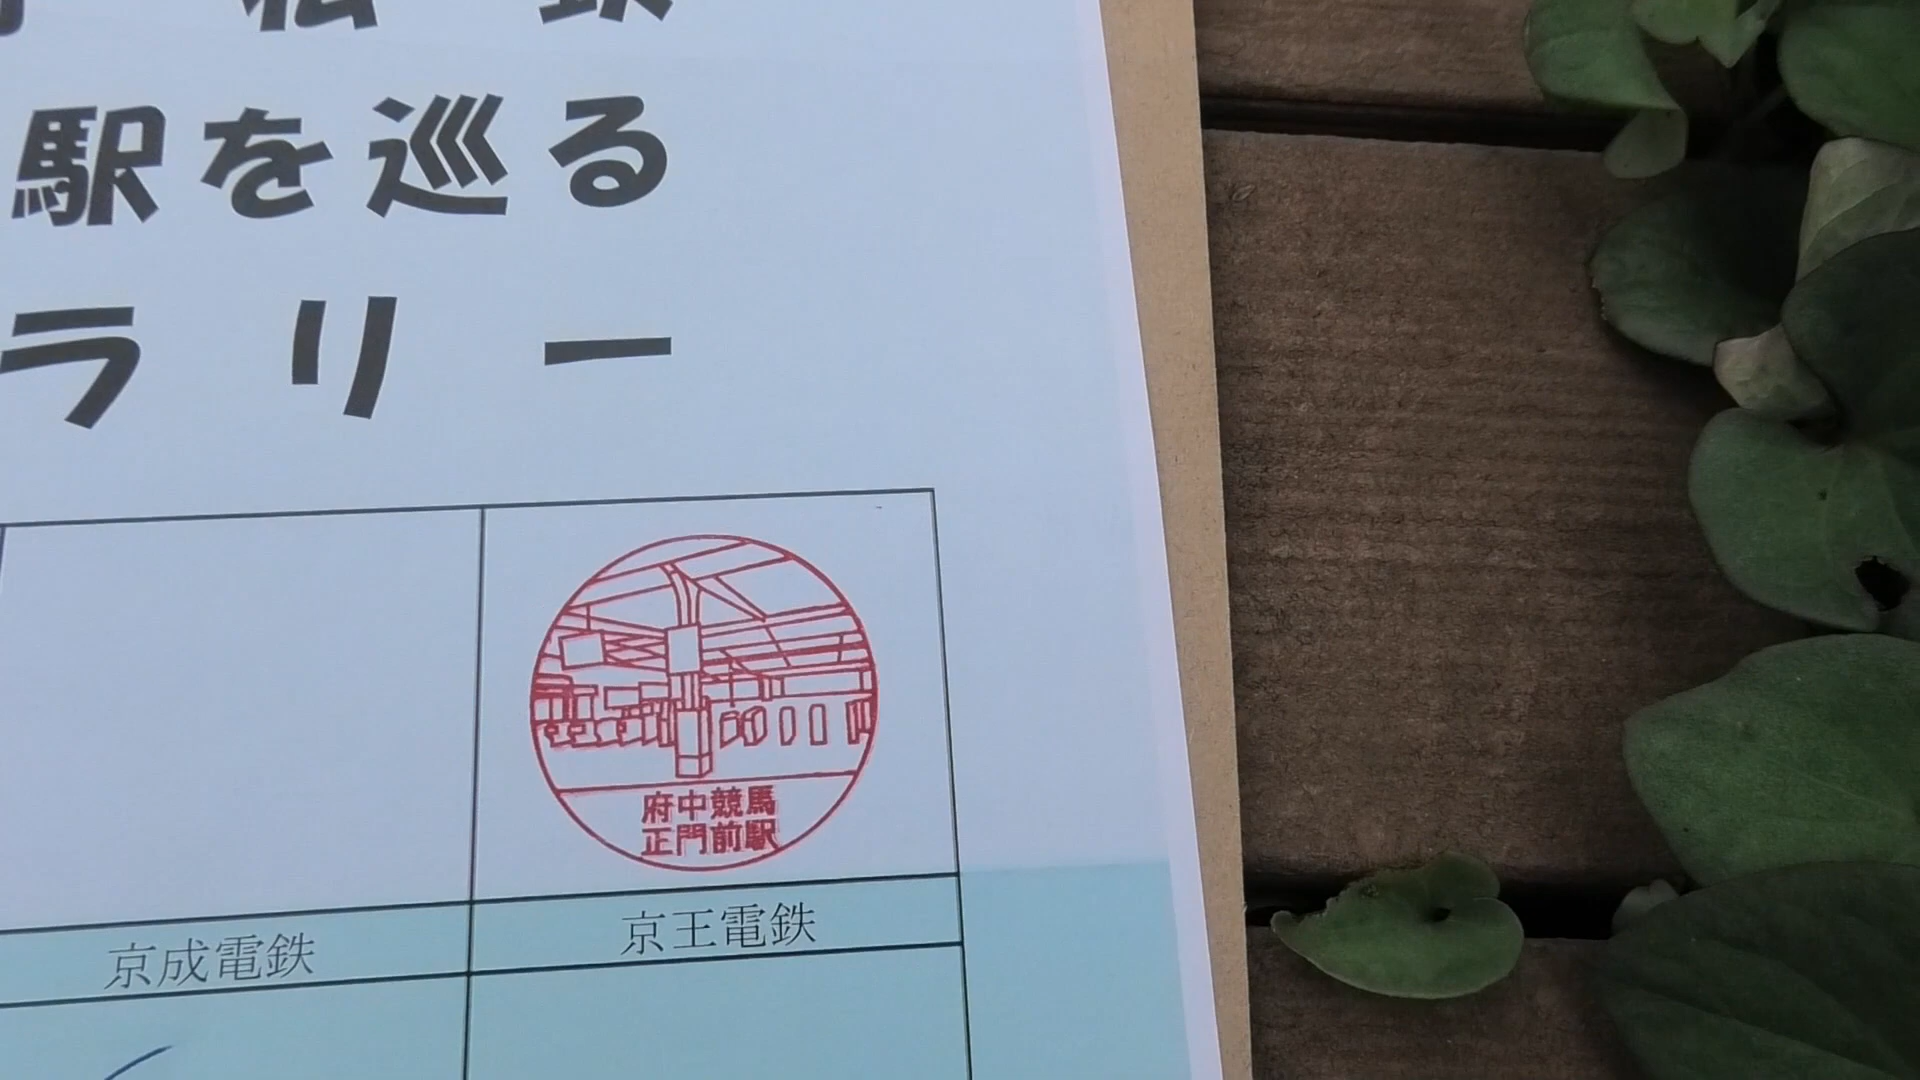 駅を巡る
ラリー
府中競馬
正門前駅
京成電鉄
京王電鉄